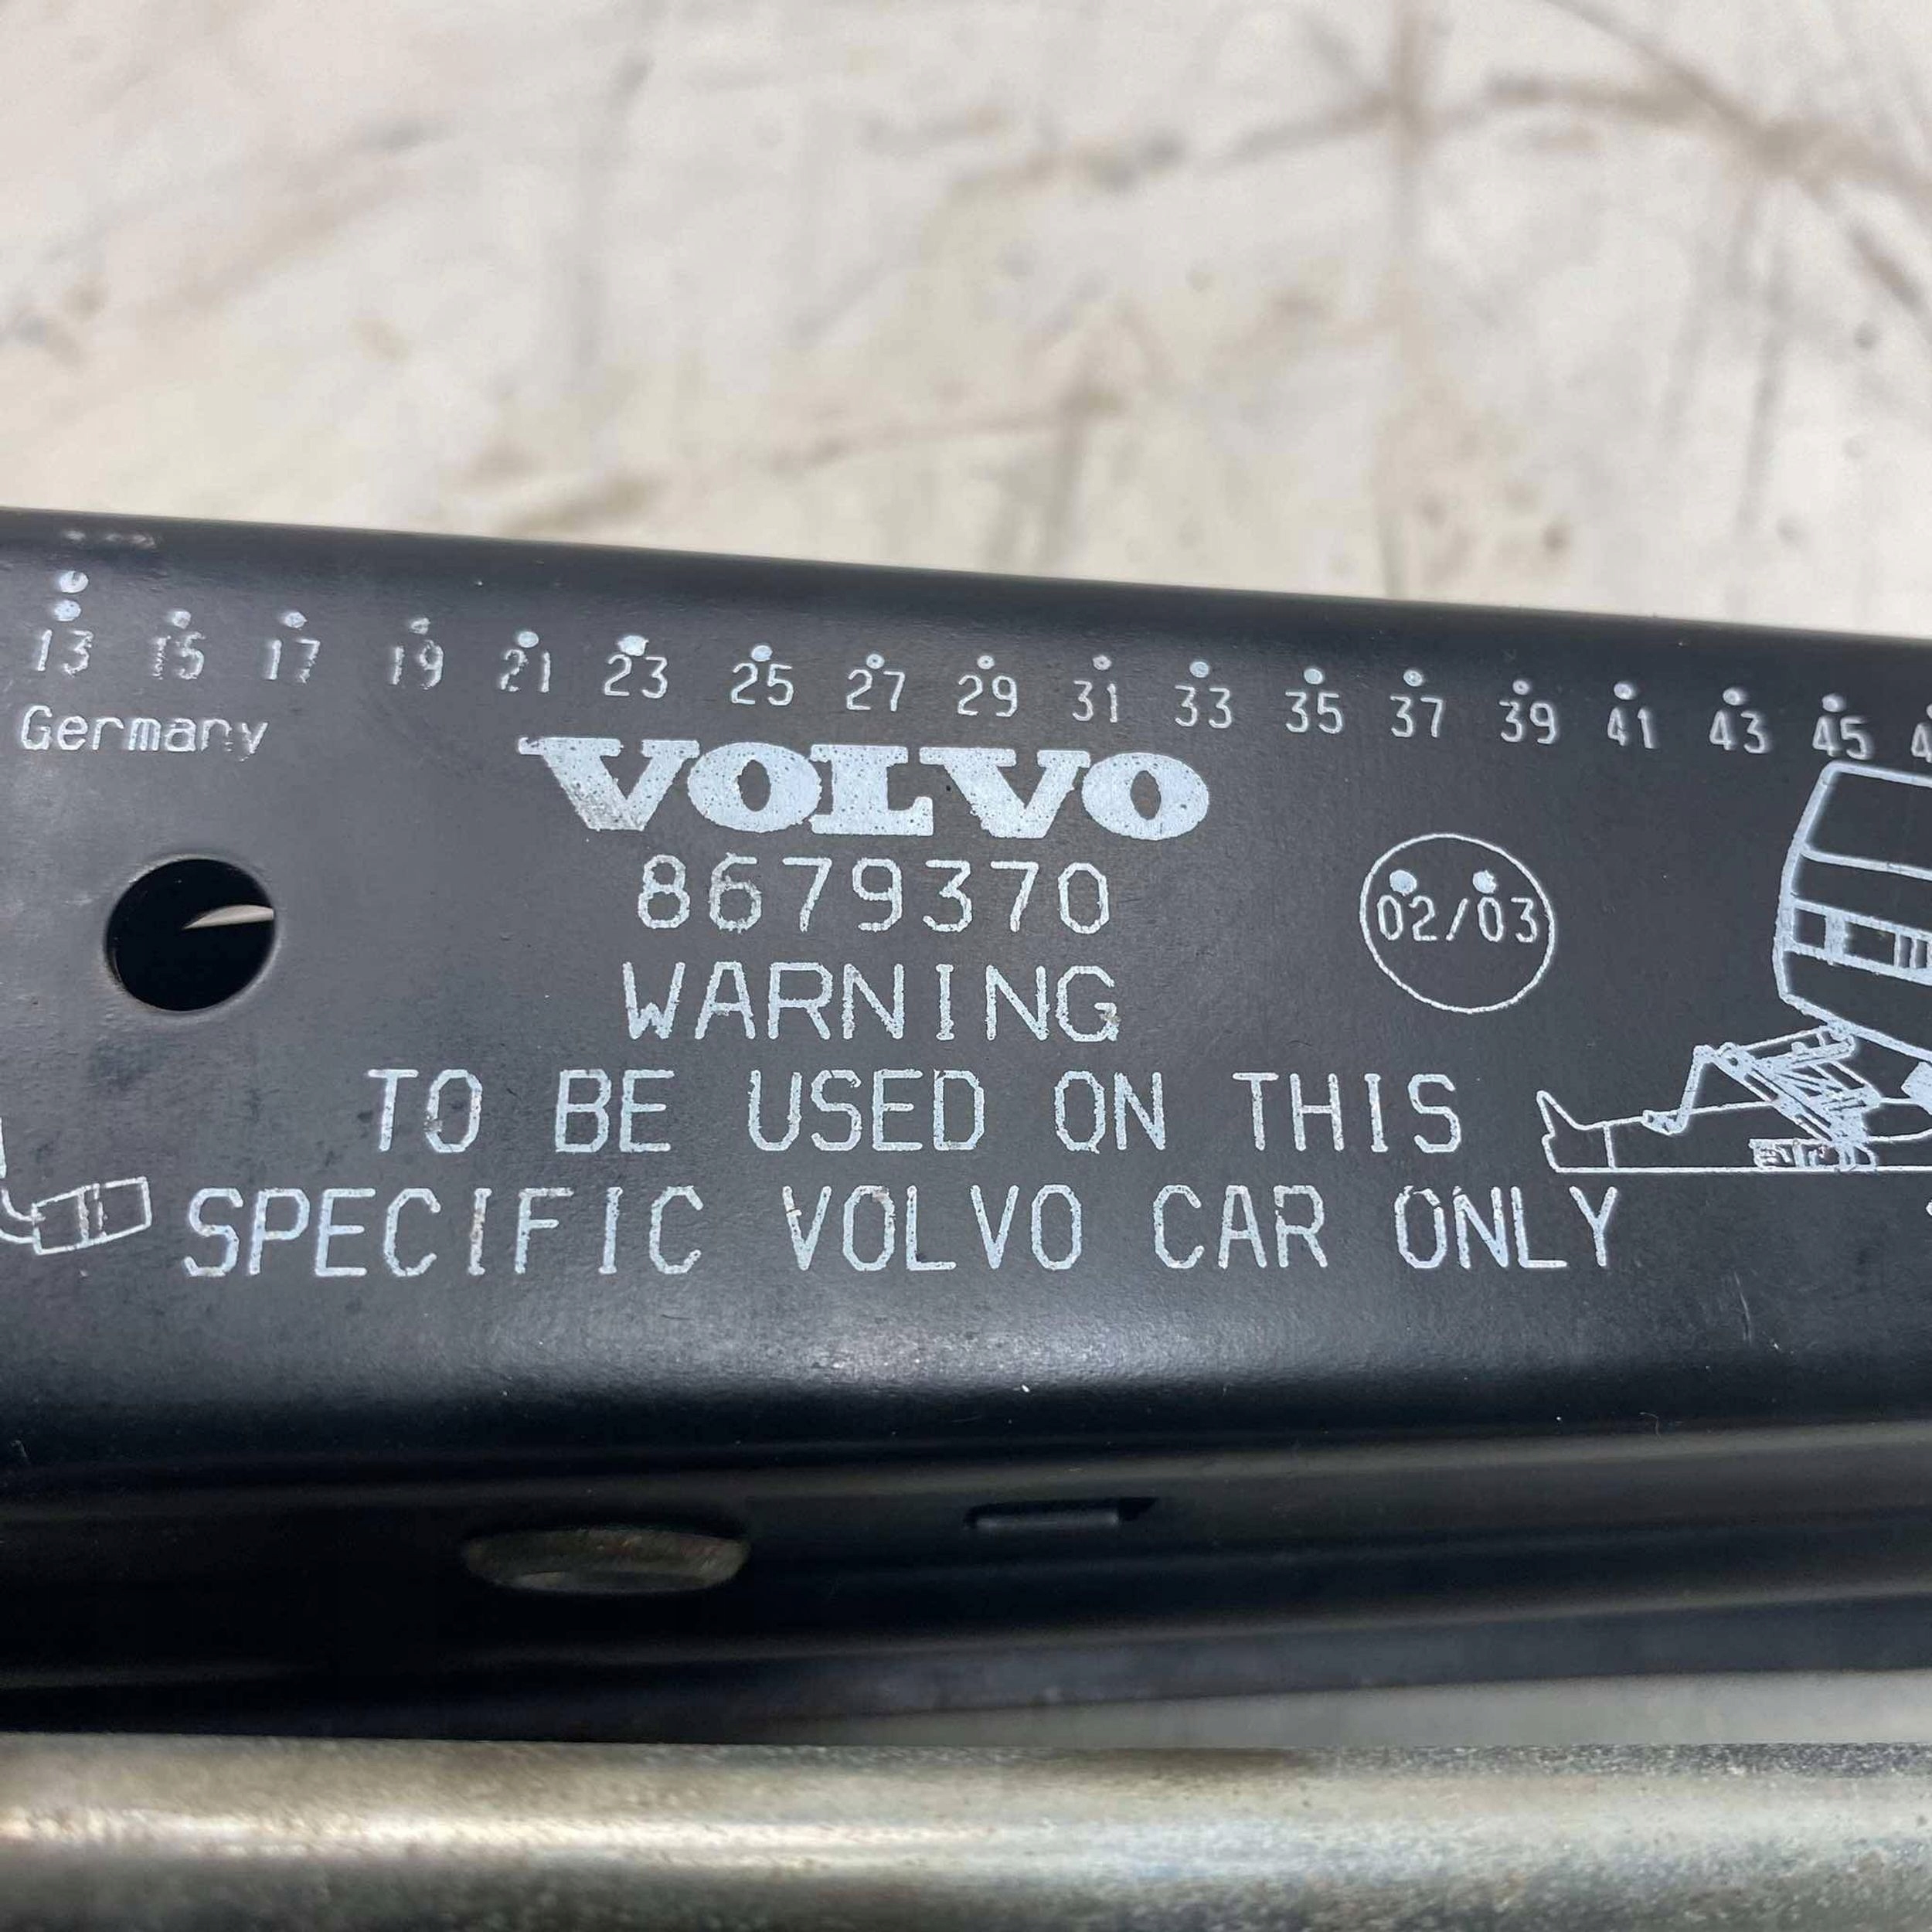 13 15 17 19 21 23 25 27 29 31 33 35 37 39 41 43 45
Germany
VOLVO
8679370
02/03
WARNING
TO BE USED ON THIS
SPECIFIC VOLVO CAR ONLY